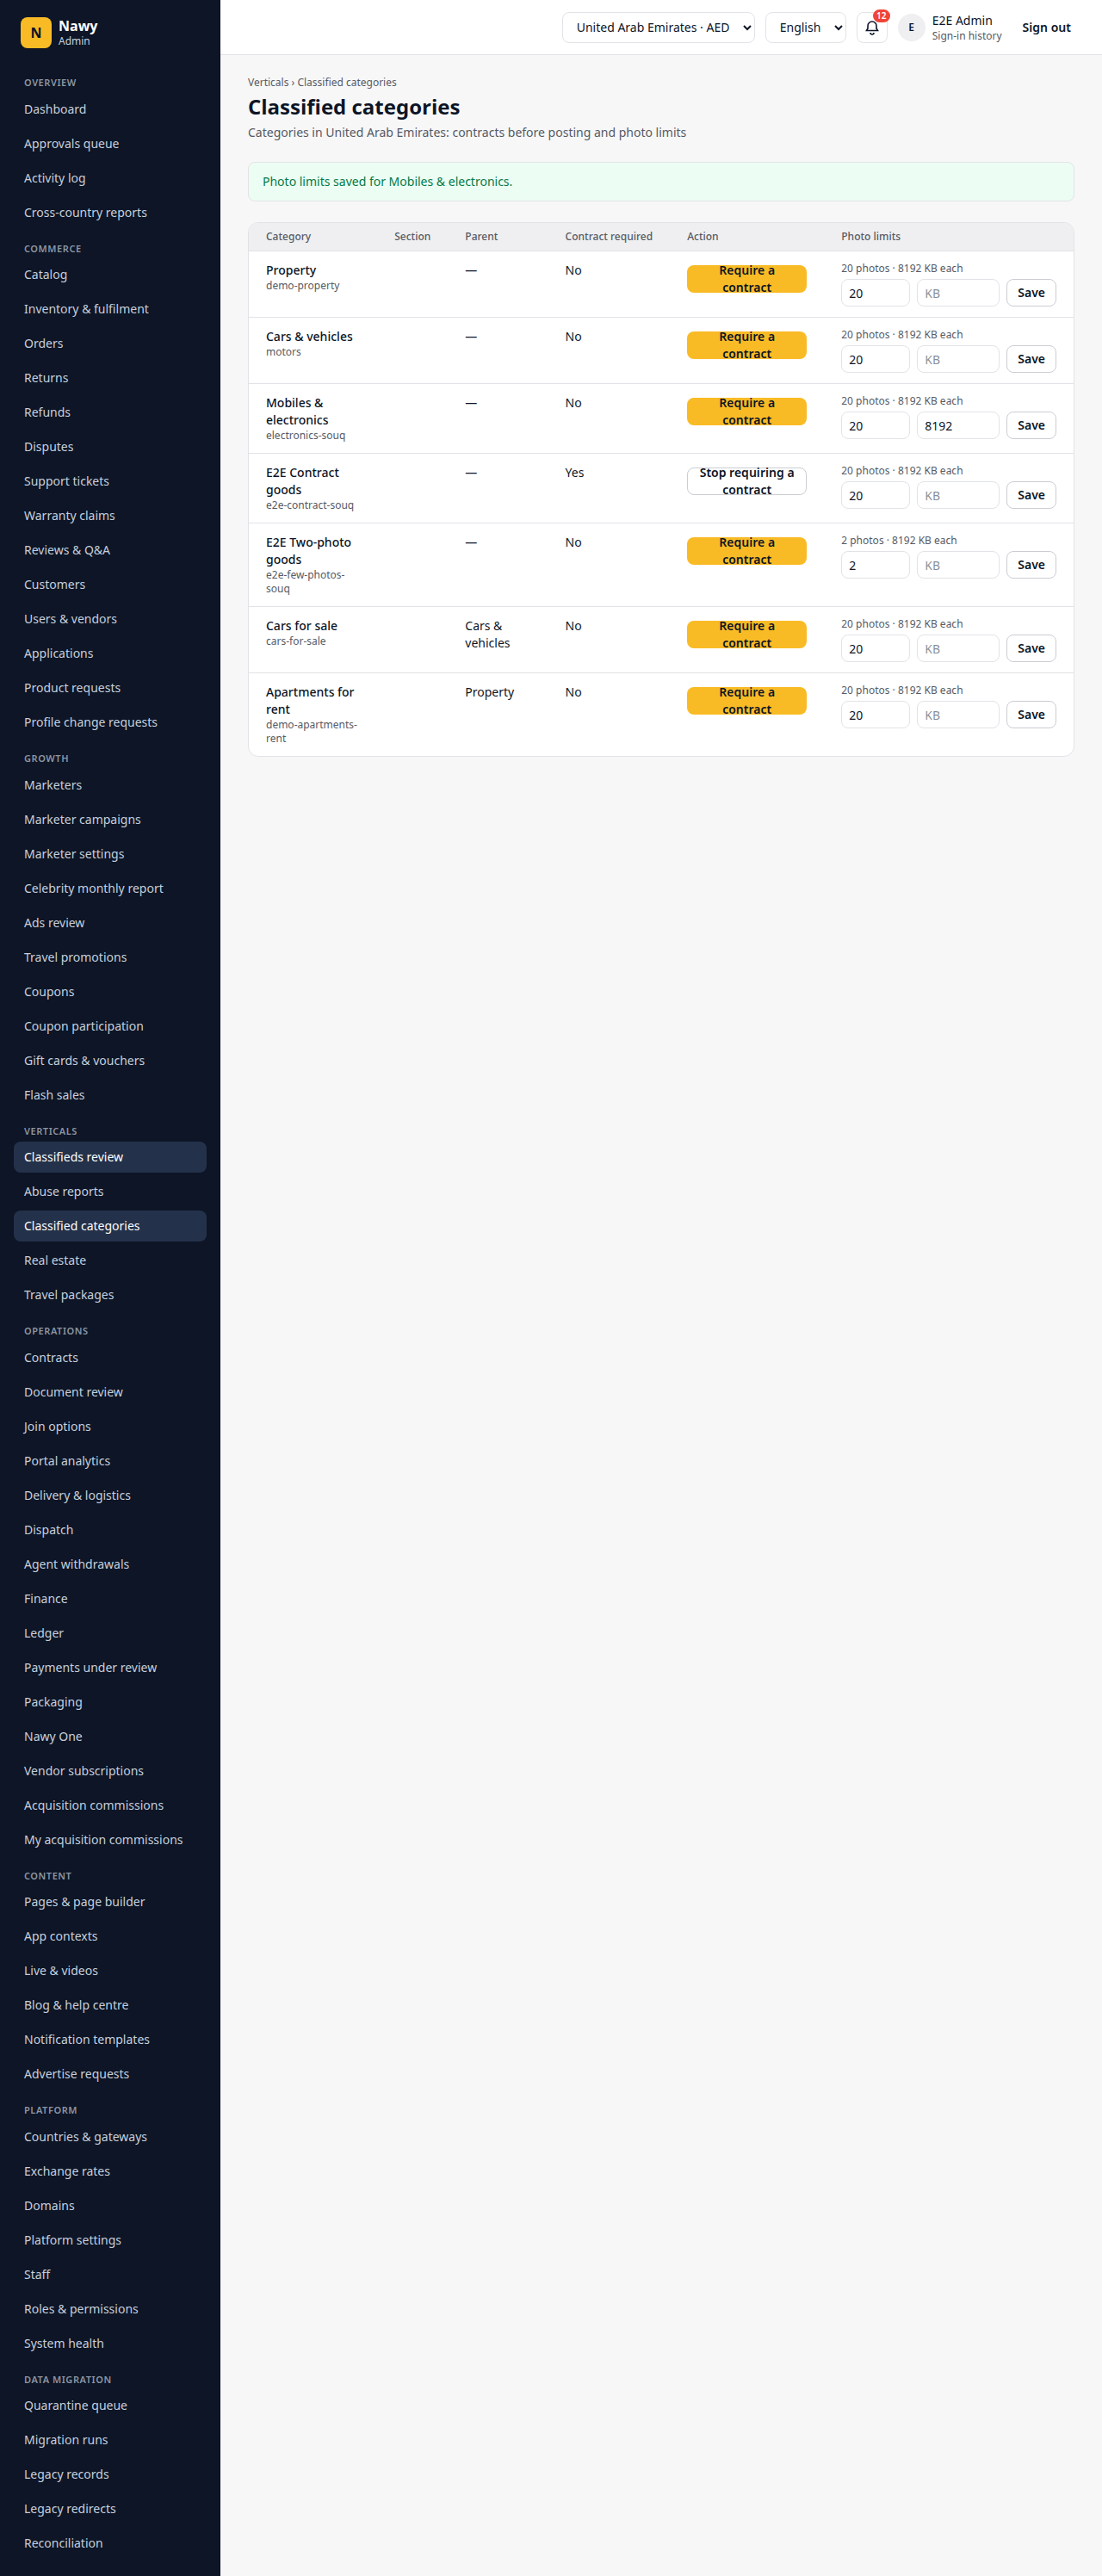 N
Nawy
Admin
United Arab Emirates · AED
English
12
E
E2E Admin
Sign-in history
Sign out
OVERVIEW
Dashboard
Approvals queue
Activity log
Cross-country reports
COMMERCE
Catalog
Inventory & fulfilment
Orders
Returns
Refunds
Disputes
Support tickets
Warranty claims
Reviews & Q&A
Customers
Users & vendors
Applications
Product requests
Profile change requests
GROWTH
Marketers
Marketer campaigns
Marketer settings
Celebrity monthly report
Ads review
Travel promotions
Coupons
Coupon participation
Gift cards & vouchers
Flash sales
VERTICALS
Classifieds review
Abuse reports
Classified categories
Real estate
Travel packages
OPERATIONS
Contracts
Document review
Join options
Portal analytics
Delivery & logistics
Dispatch
Agent withdrawals
Finance
Ledger
Payments under review
Packaging
Nawy One
Vendor subscriptions
Acquisition commissions
My acquisition commissions
CONTENT
Pages & page builder
App contexts
Live & videos
Blog & help centre
Notification templates
Advertise requests
PLATFORM
Countries & gateways
Exchange rates
Domains
Platform settings
Staff
Roles & permissions
System health
DATA MIGRATION
Quarantine queue
Migration runs
Legacy records
Legacy redirects
Reconciliation
Verticals › Classified categories
Classified categories
Categories in United Arab Emirates: contracts before posting and photo limits
Photo limits saved for Mobiles & electronics.
Category Section Parent Contract required Action Photo limits
Property
demo-property
—
No
Require a
contract
20 photos · 8192 KB each
20 KB Save
Cars & vehicles
motors
—
No
Require a
contract
20 photos · 8192 KB each
20 KB Save
Mobiles &
electronics
electronics-souq
—
No
Require a
contract
20 photos · 8192 KB each
20 8192 Save
E2E Contract
goods
e2e-contract-souq
—
Yes
Stop requiring a
contract
20 photos · 8192 KB each
20 KB Save
E2E Two-photo
goods
e2e-few-photos-
souq
—
No
Require a
contract
2 photos · 8192 KB each
2 KB Save
Cars for sale
cars-for-sale
Cars &
vehicles
No
Require a
contract
20 photos · 8192 KB each
20 KB Save
Apartments for
rent
demo-apartments-
rent
Property
No
Require a
contract
20 photos · 8192 KB each
20 KB Save